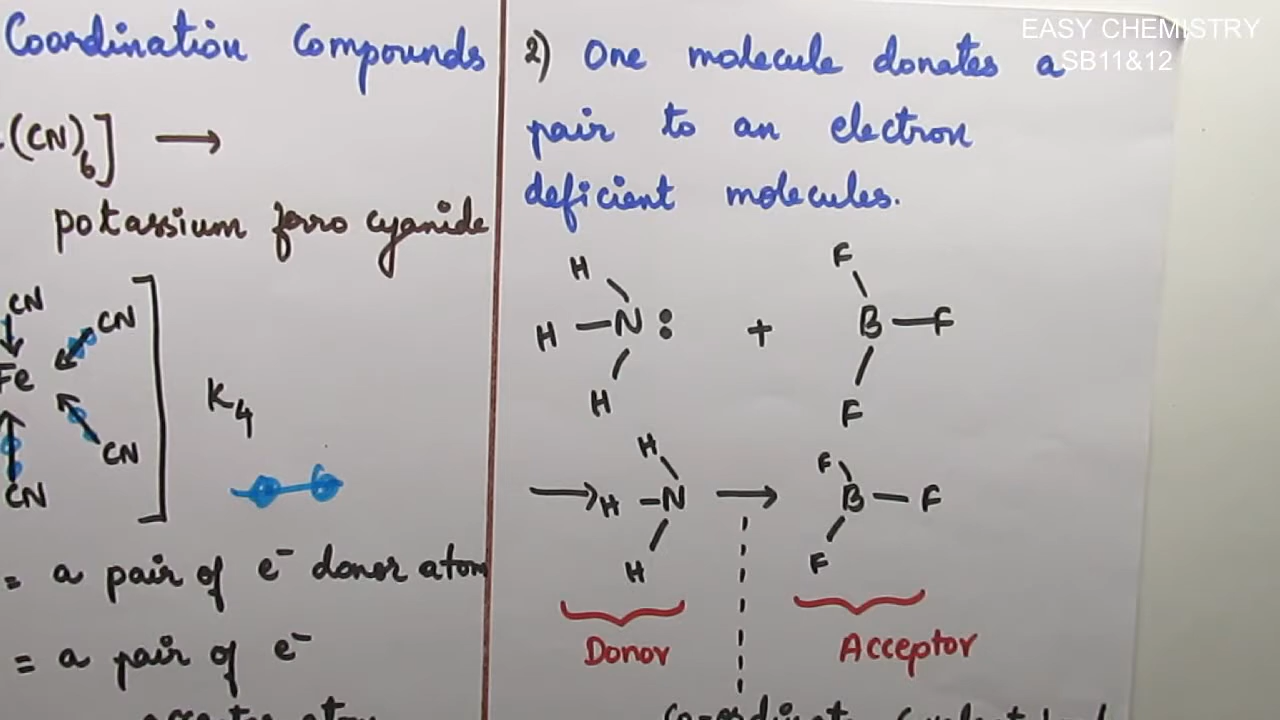 EASY CHEMISTRY
SB11&12
Coordination Compounds
(CN)6] →
potassium ferro cyanide
CN
CN
Fe
CN
CN
K4
= a pair of e⁻ donor atom
= a pair of e⁻
2) One molecule donates a
pair to an electron
deficient molecules.
H F
H — N : + B — F
H F
H F
→ H — N → B — F
H F
Donor Acceptor